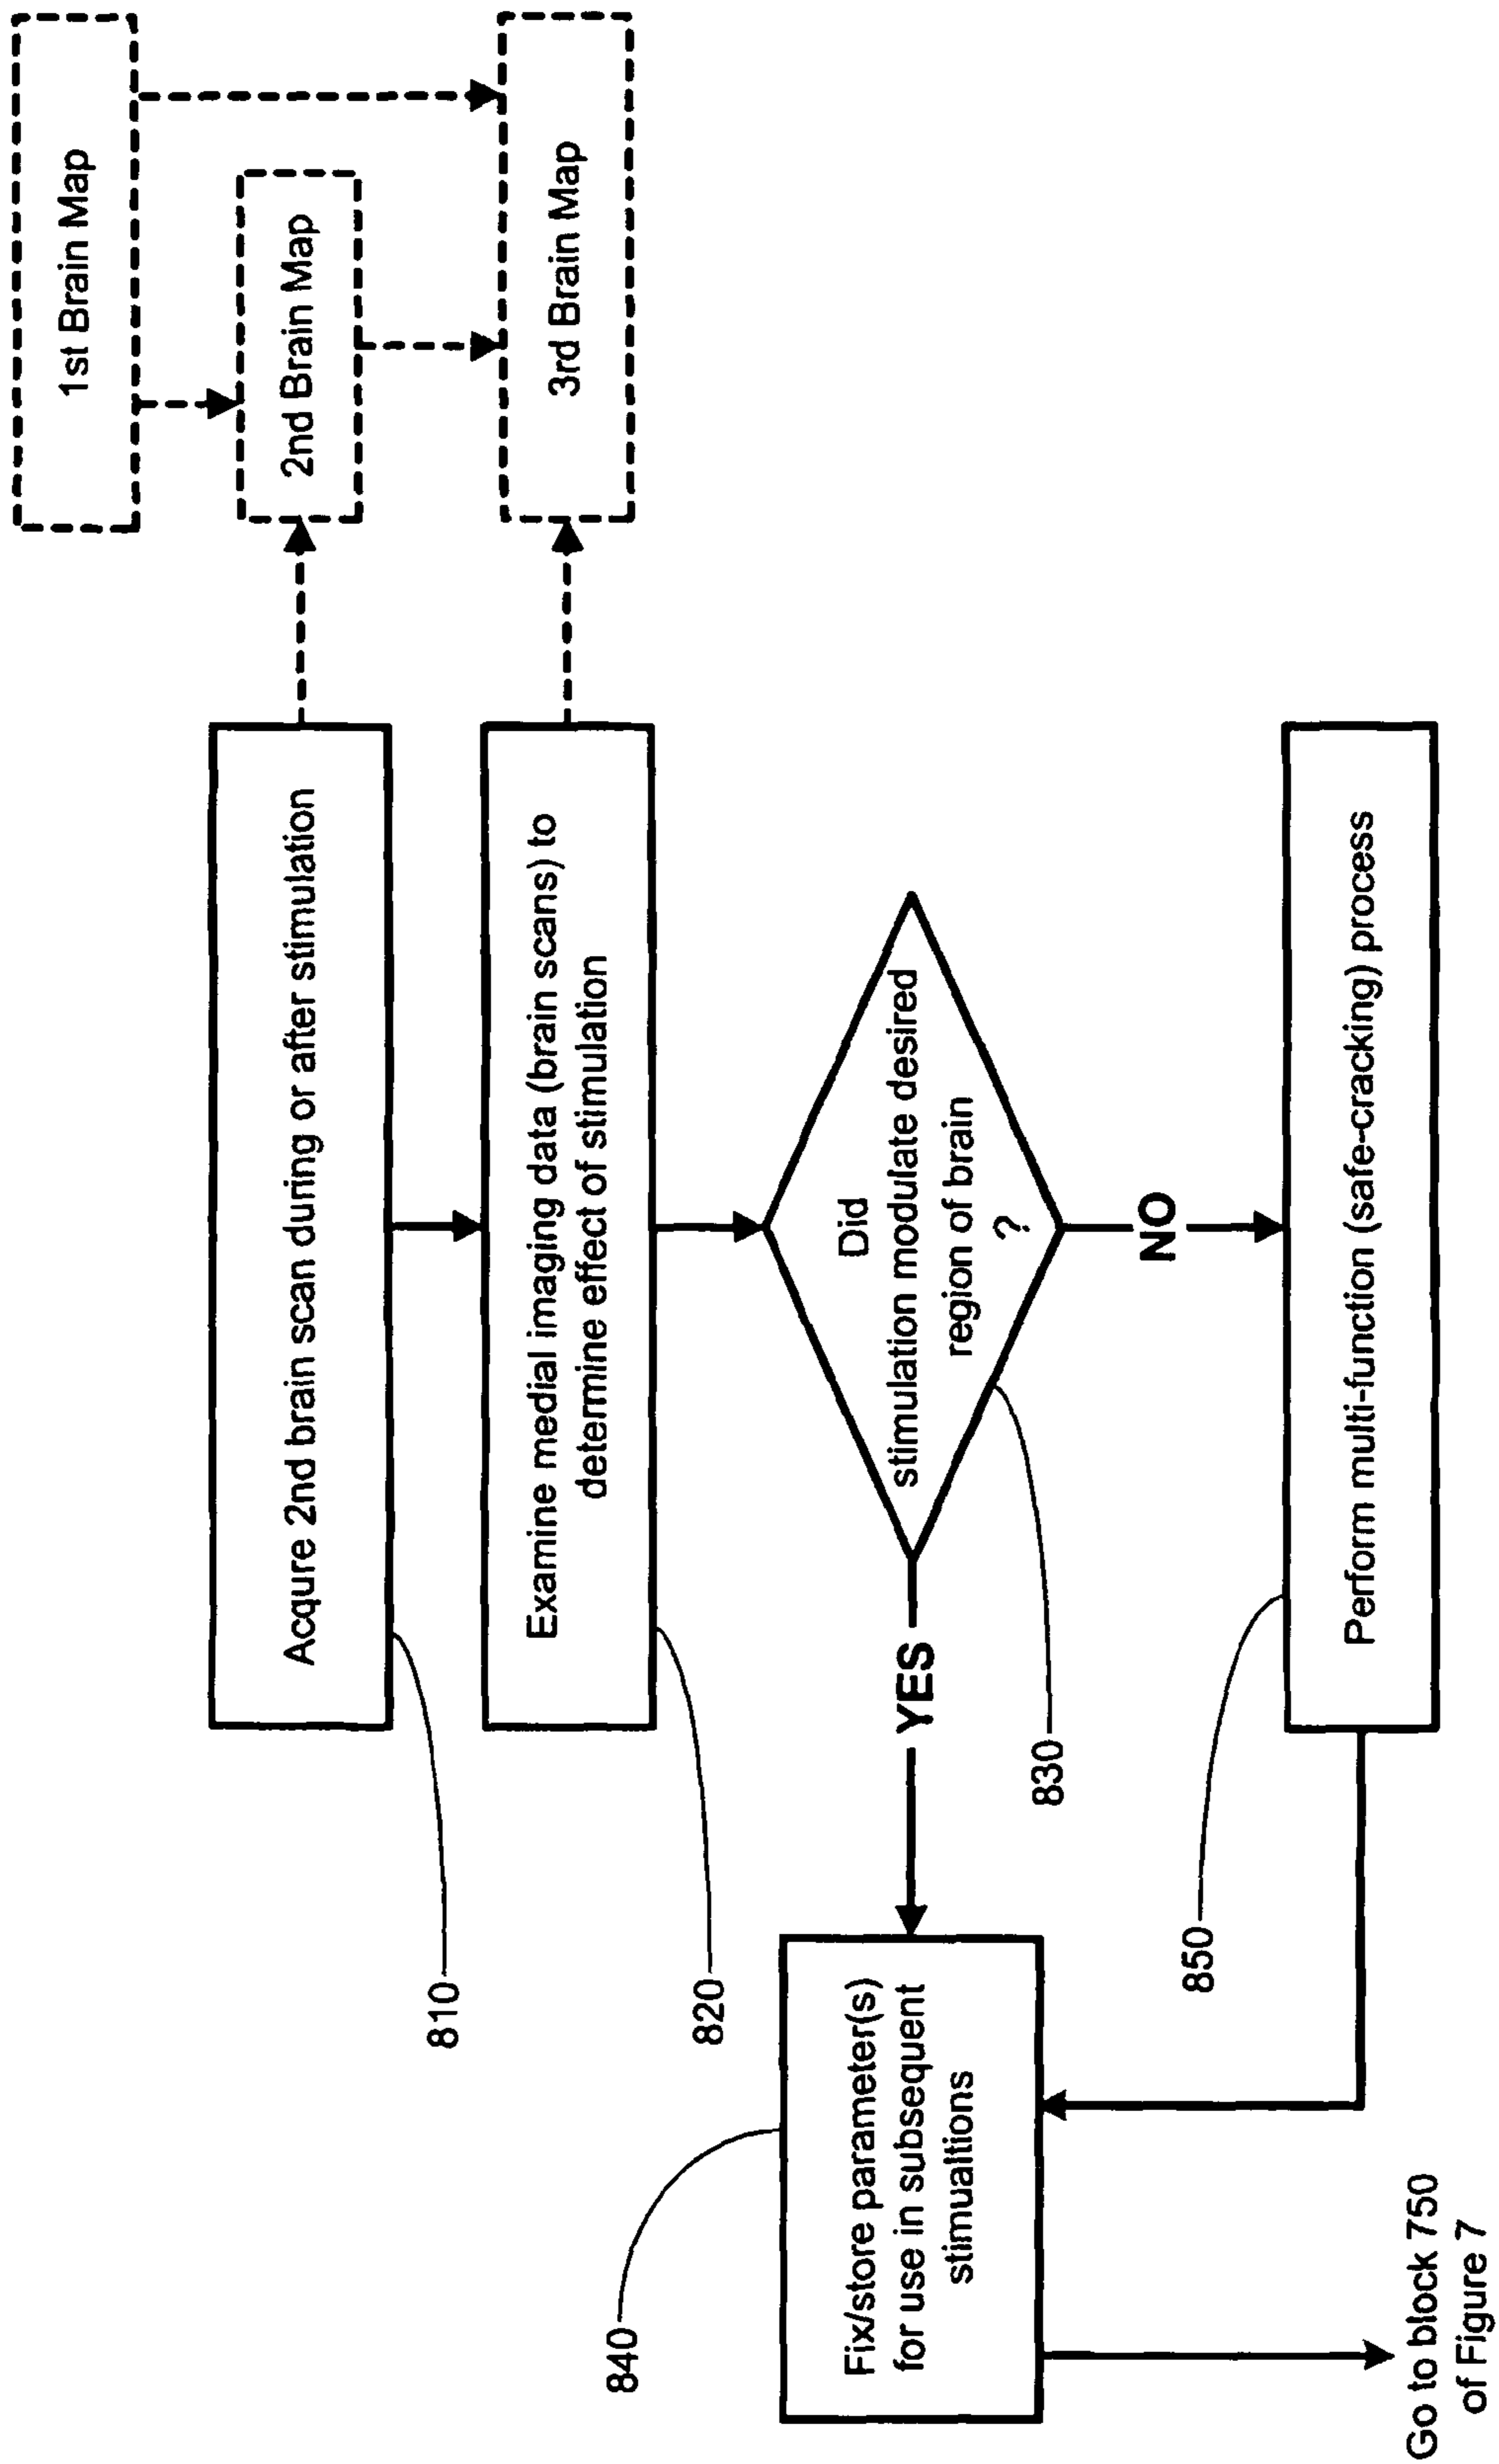 1st Brain Map
2nd Brain Map
3rd Brain Map
Acqure 2nd brain scan during or after stimulation
810
Examine medial imaging data (brain scans) to
determine effect of stimulation
820
Did
stimulation modulate desired
region of brain
?
830
YES
NO
Fix/store parameter(s)
for use in subsequent
stimualtions
840
Perform multi-function (safe-cracking) process
850
Go to block 750
of Figure 7